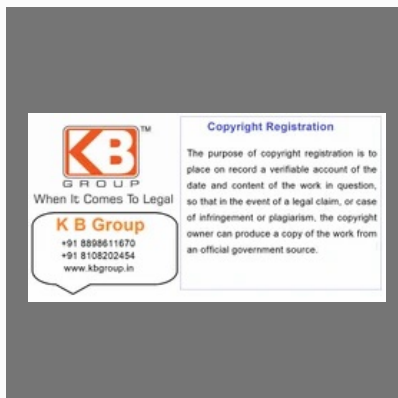 KB TM
GROUP
When It Comes To Legal
K B Group
+91 8898611670
+91 8108202454
www.kbgroup.in
Copyright Registration
The purpose of copyright registration is to
place on record a verifiable account of the
date and content of the work in question,
so that in the event of a legal claim, or case
of infringement or plagiarism, the copyright
owner can produce a copy of the work from
an official government source.